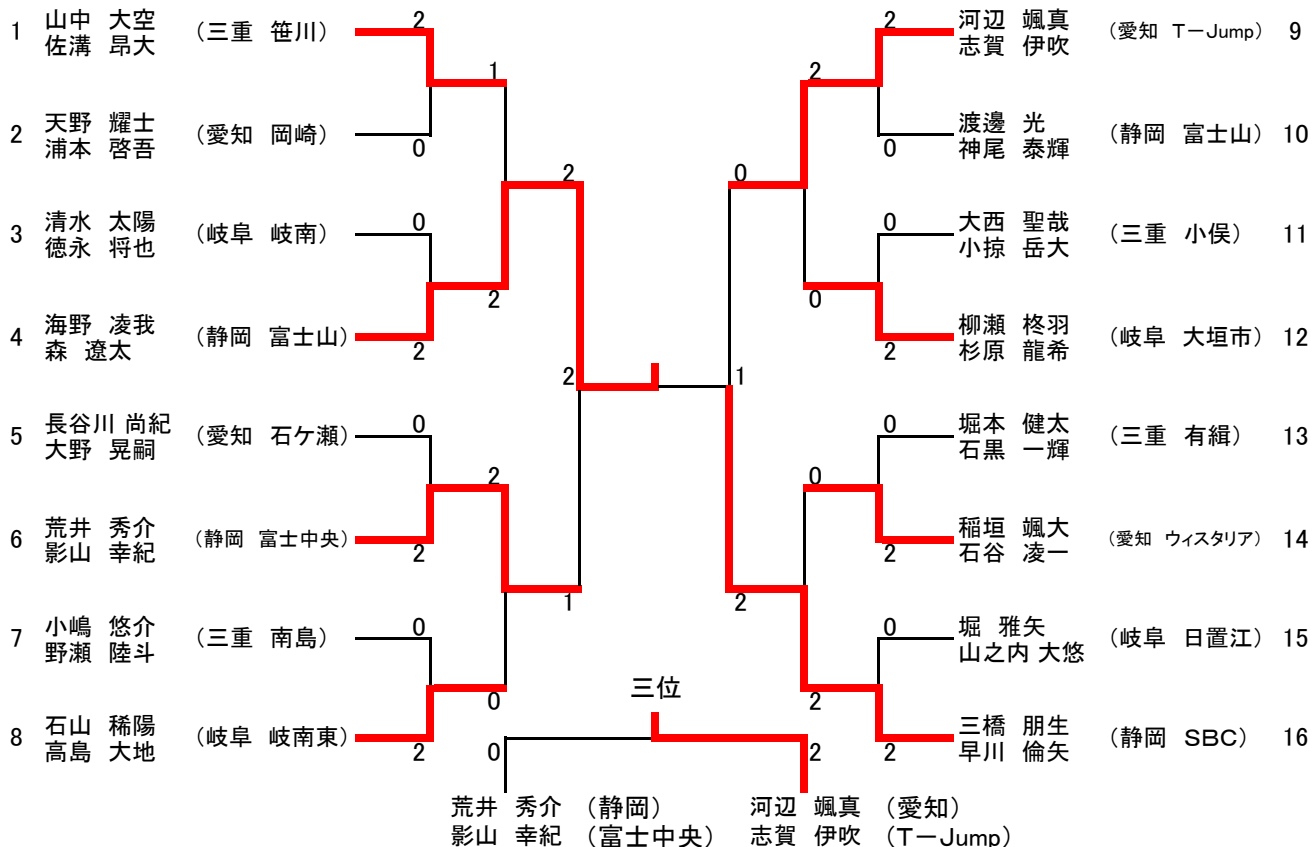 1 山中 大空 (三重 笹川) 2
佐溝 昂大
1
2 天野 耀士 (愛知 岡崎) 0
浦本 啓吾
2
3 清水 太陽 (岐阜 岐南) 0
徳永 将也
2
4 海野 凌我 (静岡 富士山) 2
森 遼太
2
5 長谷川 尚紀 (愛知 石ケ瀬) 0
大野 晃嗣
2
6 荒井 秀介 (静岡 富士中央) 2
影山 幸紀
1
7 小嶋 悠介 (三重 南島) 0
野瀬 陸斗
0
8 石山 稀陽 (岐阜 岐南東) 2
高島 大地
2 河辺 颯真 (愛知 TーJump) 9
志賀 伊吹
2
0 渡邊 光 (静岡 富士山) 10
神尾 泰輝
0
0 大西 聖哉 (三重 小俣) 11
小掠 岳大
0
2 柳瀬 柊羽 (岐阜 大垣市) 12
杉原 龍希
1
0 堀本 健太 (三重 有緝) 13
石黒 一輝
0
2 稲垣 颯大 (愛知 ウィスタリア) 14
石谷 凌一
2
0 堀 雅矢 (岐阜 日置江) 15
山之内 大悠
2
2 三橋 朋生 (静岡 SBC) 16
早川 倫矢
三位
0 2
荒井 秀介 (静岡) 河辺 颯真 (愛知)
影山 幸紀 (富士中央) 志賀 伊吹 (TーJump)